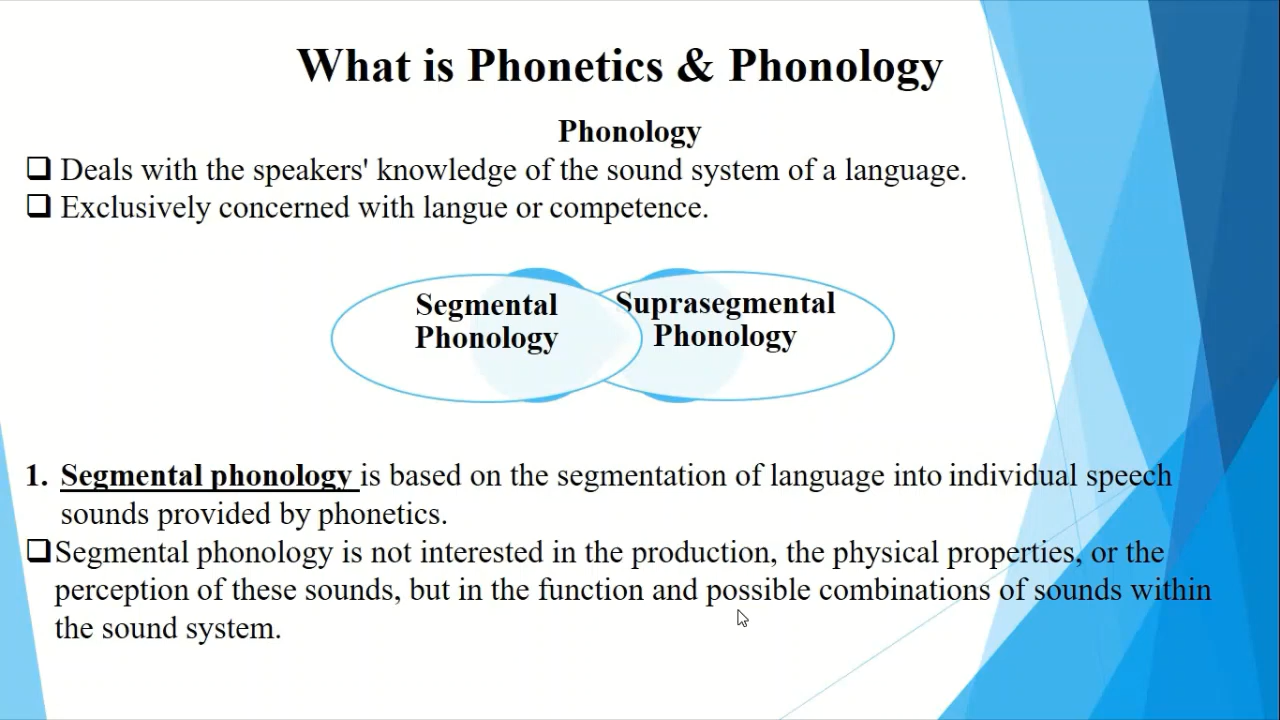 What is Phonetics & Phonology
Phonology
❑ Deals with the speakers' knowledge of the sound system of a language.
❑ Exclusively concerned with langue or competence.
Segmental
Phonology
Suprasegmental
Phonology
1. Segmental phonology is based on the segmentation of language into individual speech
sounds provided by phonetics.
❑Segmental phonology is not interested in the production, the physical properties, or the
perception of these sounds, but in the function and possible combinations of sounds within
the sound system.